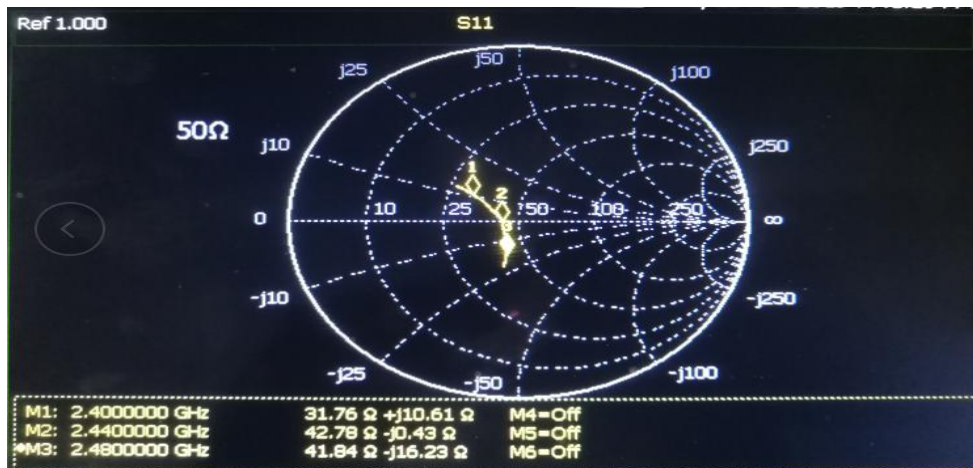 Ref 1.000
S11
j50
j25
j100
50Ω
j10
j250
1
2
0
10
25
50
100
250
∞
-j10
-j250
-j25
-j50
-j100
M1: 2.4000000 GHz 31.76 Ω +j10.61 Ω M4=Off
M2: 2.4400000 GHz 42.78 Ω -j0.43 Ω M5=Off
M3: 2.4800000 GHz 41.84 Ω -j16.23 Ω M6=Off